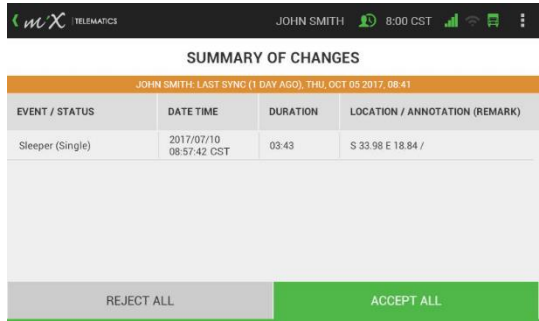 m'X TELEMATICS JOHN SMITH 8:00 CST
SUMMARY OF CHANGES
JOHN SMITH: LAST SYNC (1 DAY AGO), THU, OCT 05 2017, 08:41
EVENT / STATUS DATE TIME DURATION LOCATION / ANNOTATION (REMARK)
Sleeper (Single) 2017/07/10 08:57:42 CST 03:43 S 33.98 E 18.84 /
REJECT ALL ACCEPT ALL